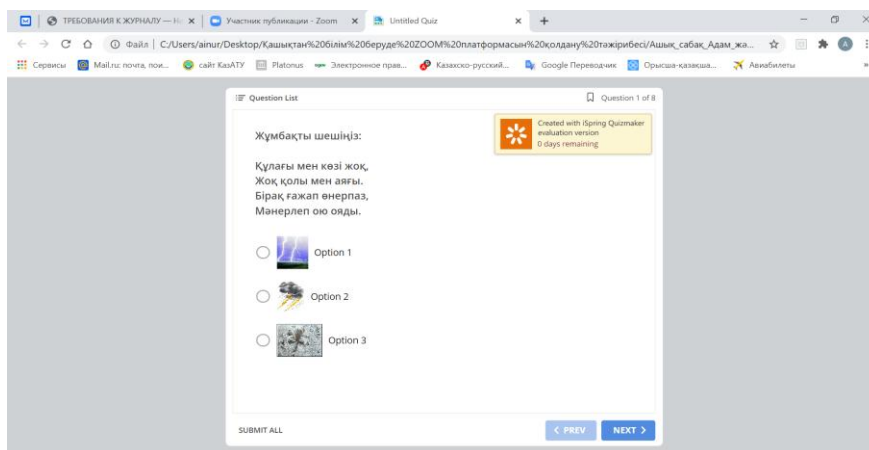 ТРЕБОВАНИЯ К ЖУРНАЛУ — Н
Участник публикации - Zoom
Untitled Quiz
Файл | C:/Users/ainur/Desktop/Қашықтан%20білім%20беруде%20ZOOM%20платформасын%20қолдану%20тәжірибесі/Ашық_сабақ_Адам_жа...
Сервисы
Mail.ru: почта, пои...
сайт КазАТУ
Platonus
Электронное прав...
Казахско-русский...
Google Переводчик
Орысша-қазақша...
Авиабилеты
»
Question List
Question 1 of 8
Created with iSpring Quizmaker
evaluation version
0 days remaining
Жұмбақты шешіңіз:
Құлағы мен көзі жоқ,
Жоқ қолы мен аяғы.
Бірақ ғажап өнерпаз,
Мәнерлеп ою ояды.
Option 1
Option 2
Option 3
SUBMIT ALL
< PREV
NEXT >